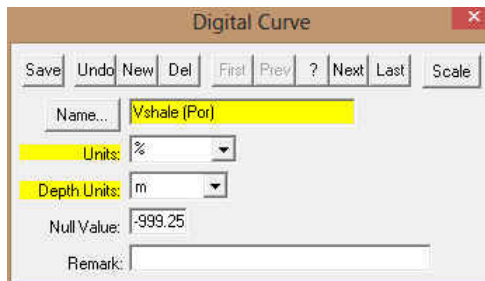 Digital Curve
Save Undo New Del First Prev ? Next Last Scale
Name... Vshale (Por)
Units: %
Depth Units: m
Null Value: -999.25
Remark: